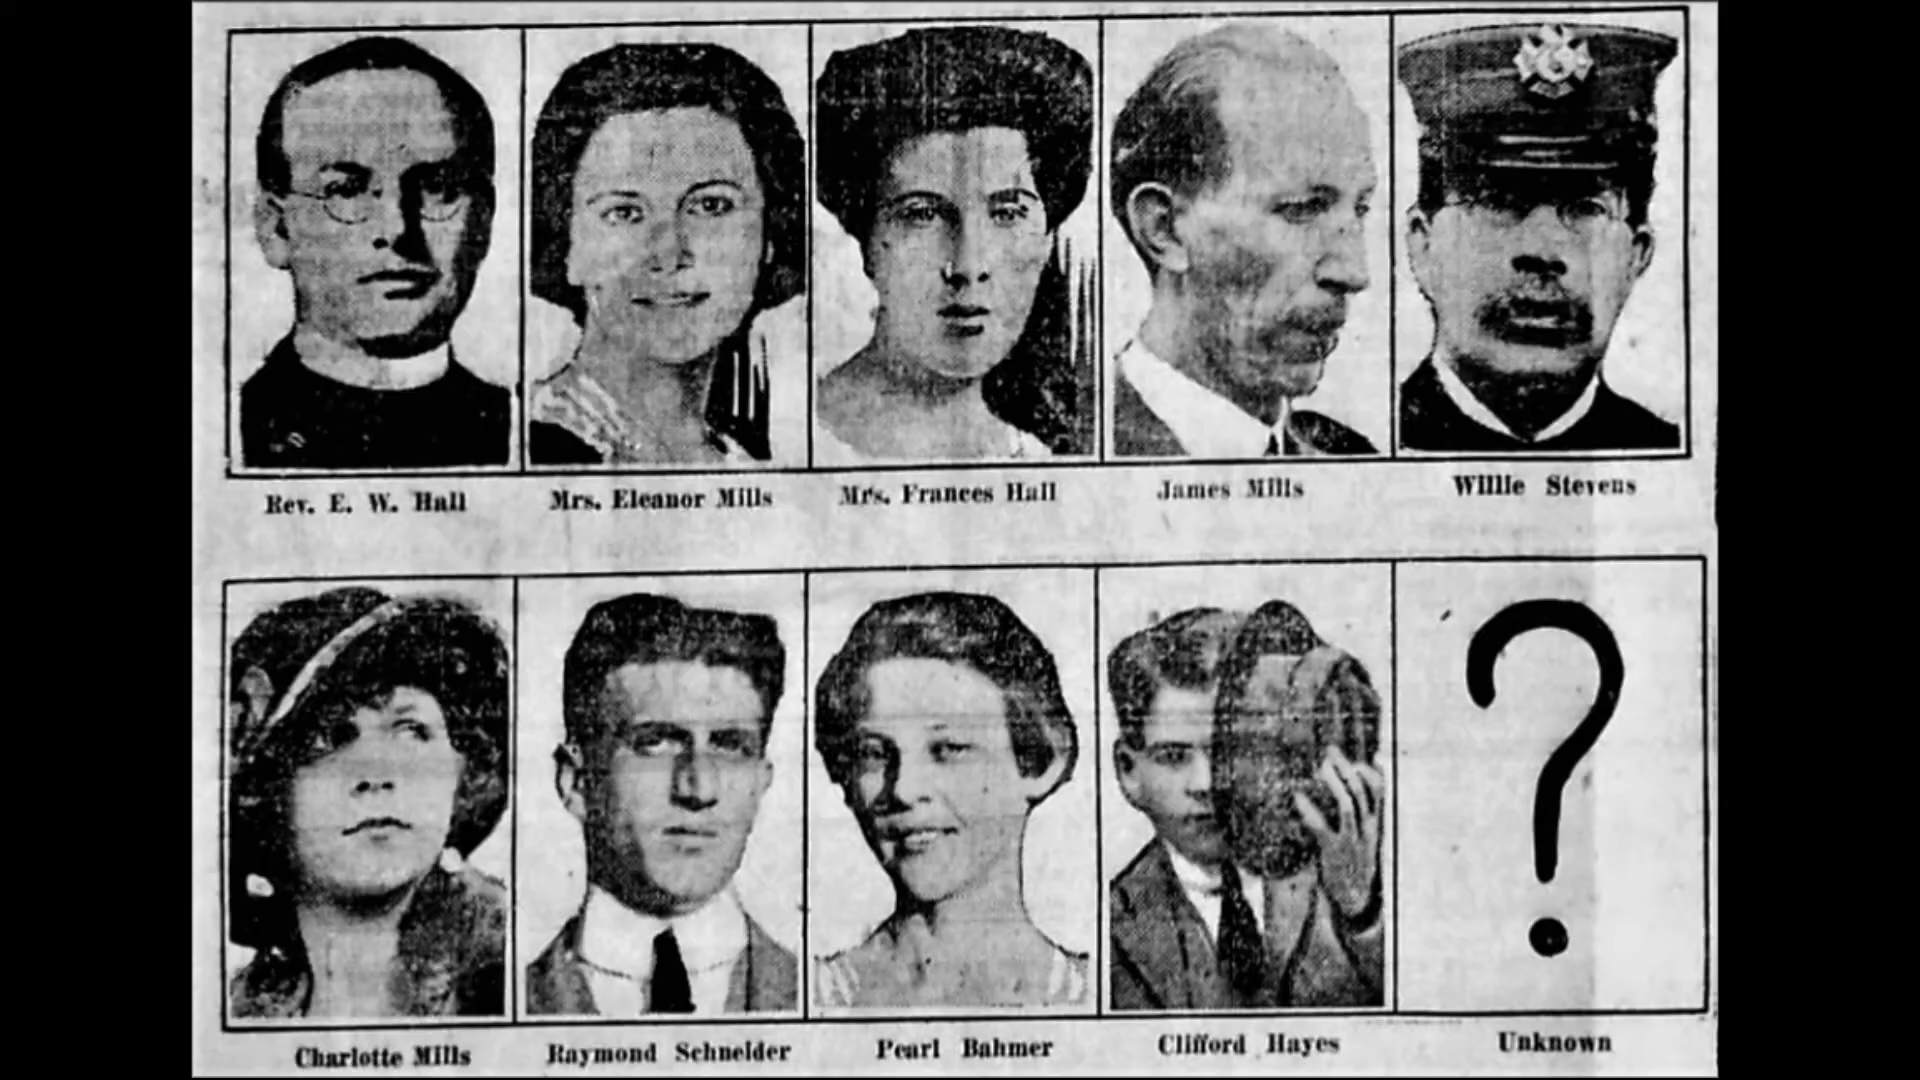 Rev. E. W. Hall
Mrs. Eleanor Mills
Mrs. Frances Hall
James Mills
Willie Stevens
Charlotte Mills
Raymond Schneider
Pearl Bahmer
Clifford Hayes
?
Unknown